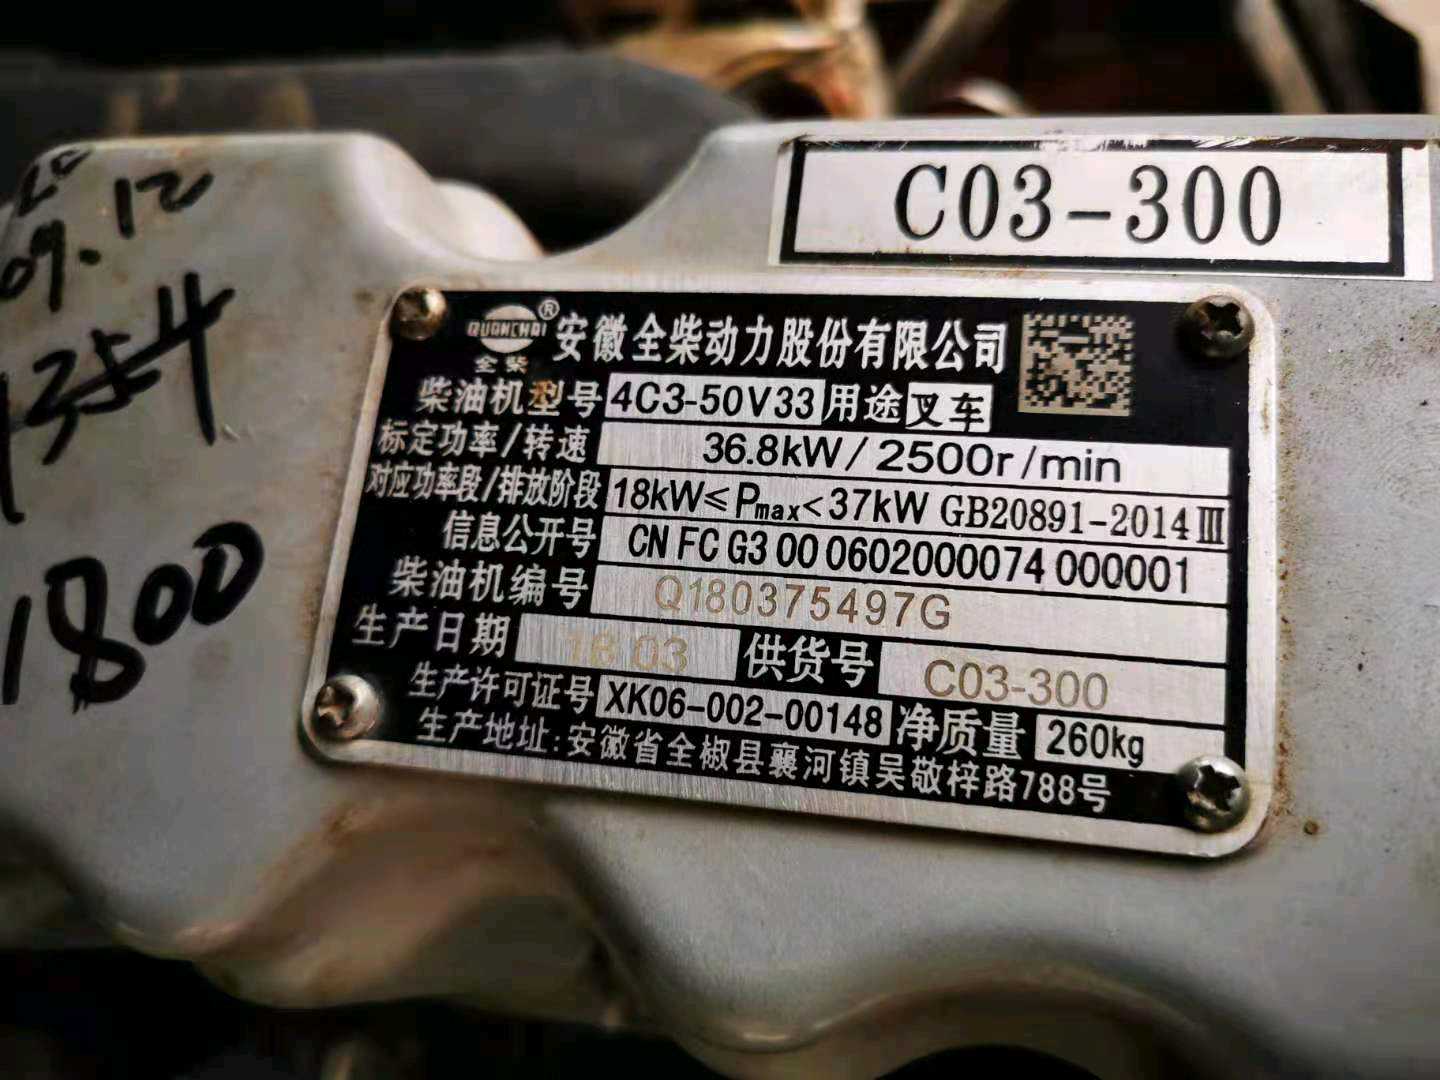 C03-300
09.12
1354
1800
QUANCHAI ® 安徽全柴动力股份有限公司
全柴
柴油机型号 4C3-50V33 用途 叉车
标定功率/转速 36.8kW/2500r/min
对应功率段/排放阶段 18kW≤Pmax<37kW GB20891-2014Ⅲ
信息公开号 CN FC G3 00 0602000074 000001
柴油机编号 Q180375497G
生产日期 18 03 供货号 C03-300
生产许可证号 XK06-002-00148 净质量 260kg
生产地址:安徽省全椒县襄河镇吴敬梓路788号